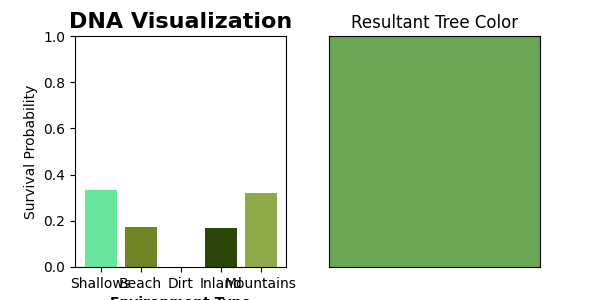 DNA Visualization
Resultant Tree Color
Survival Probability
1.0
0.8
0.6
0.4
0.2
0.0
Shallows Beach Dirt Inland Mountains
Environment Type